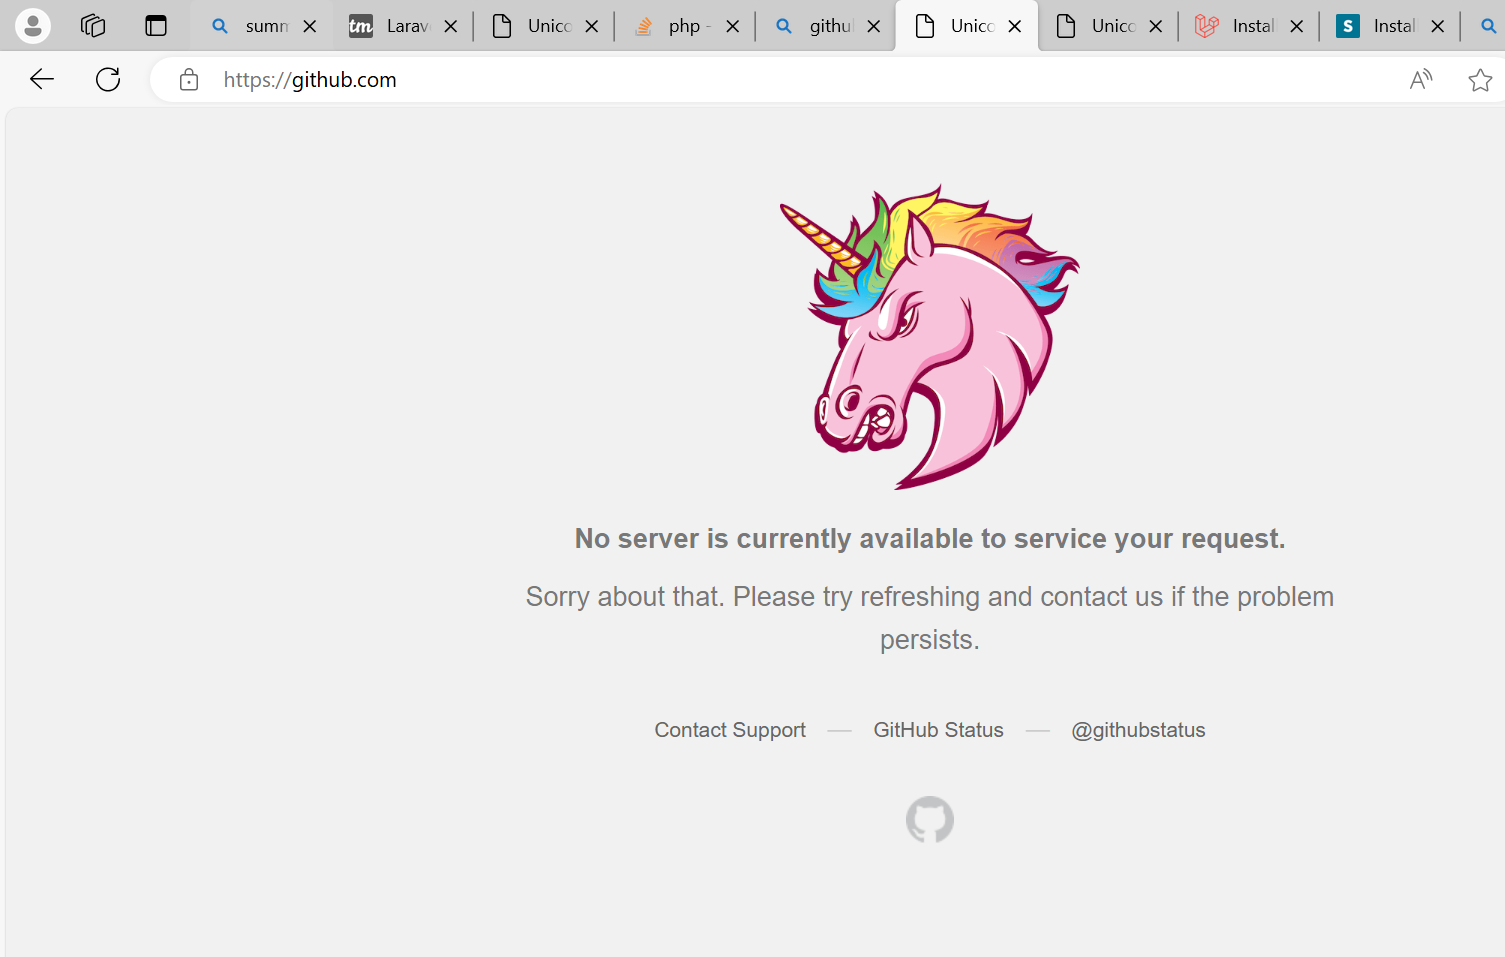 summ
tm Larav
Unico
php -
githu
Unico
Unico
Instal
S Instal
https://github.com
No server is currently available to service your request.
Sorry about that. Please try refreshing and contact us if the problem
persists.
Contact Support — GitHub Status — @githubstatus